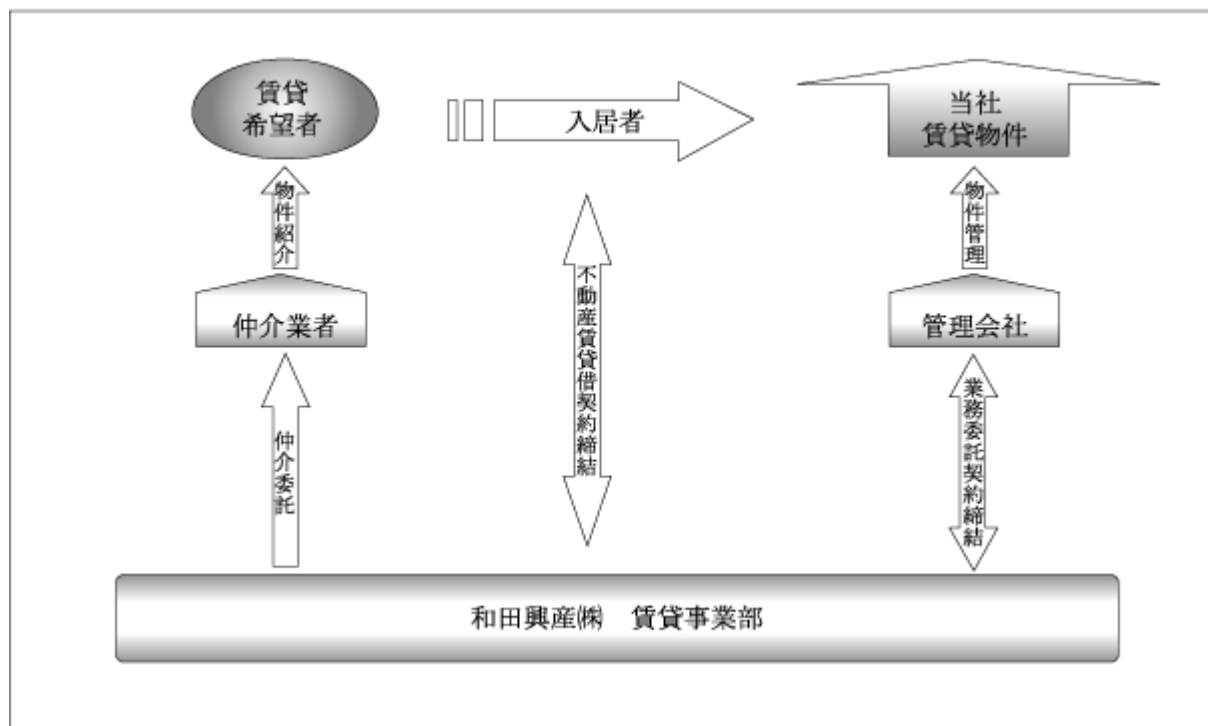 賃貸
希望者
入居者
当社
賃貸物件
物件紹介
物件管理
仲介業者
管理会社
不動産賃貸借契約締結
仲介委託
業務委託契約締結
和田興産㈱　賃貸事業部